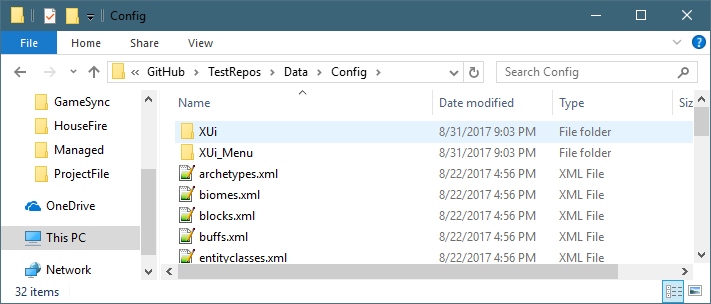 Config
File Home Share View
« GitHub > TestRepos > Data > Config > Search Config
Name Date modified Type Siz
GameSync
HouseFire
Managed
ProjectFile
OneDrive
This PC
Network
XUi 8/31/2017 9:03 PM File folder
XUi_Menu 8/31/2017 9:03 PM File folder
archetypes.xml 8/22/2017 4:56 PM XML File
biomes.xml 8/22/2017 4:56 PM XML File
blocks.xml 8/22/2017 4:56 PM XML File
buffs.xml 8/22/2017 4:56 PM XML File
entityclasses.xml 8/22/2017 4:56 PM XML File
32 items